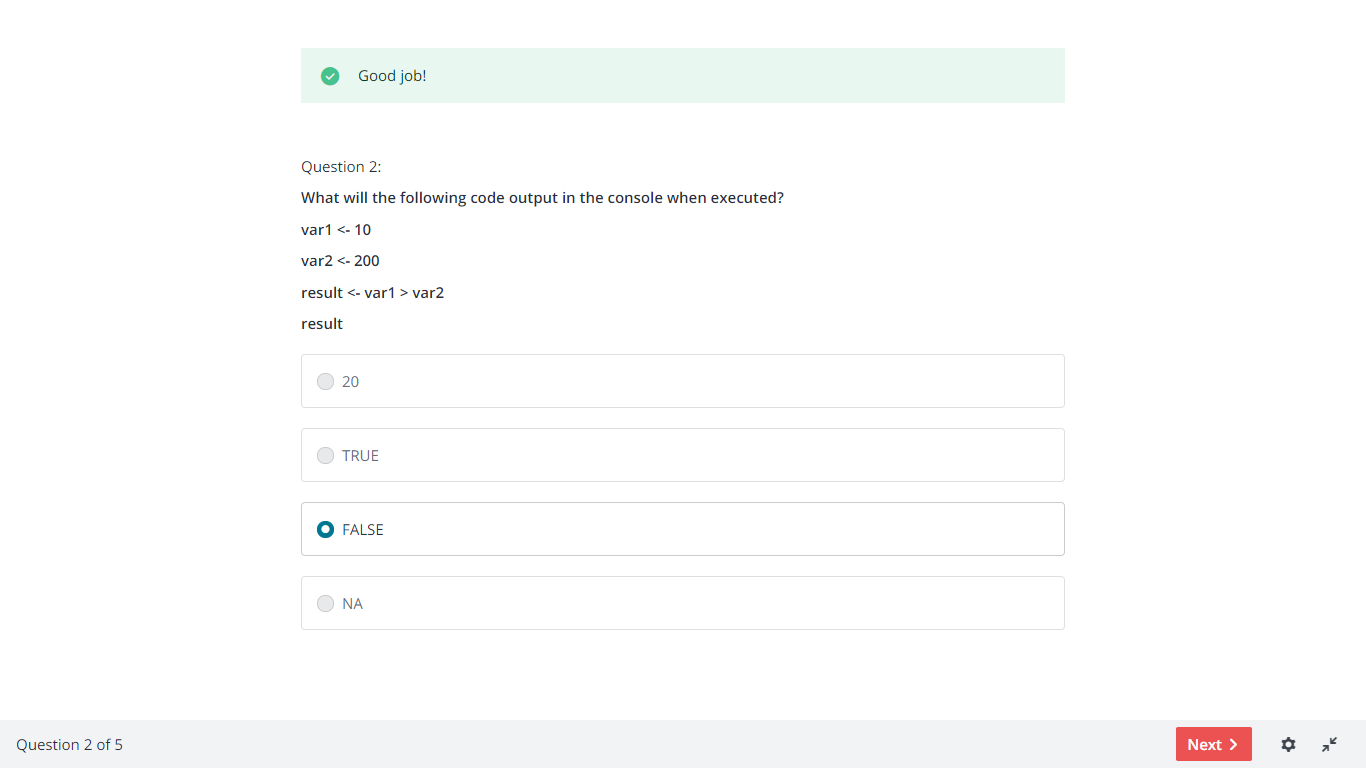 Good job!
Question 2:
What will the following code output in the console when executed?
var1 <- 10
var2 <- 200
result <- var1 > var2
result
20
TRUE
FALSE
NA
Question 2 of 5
Next